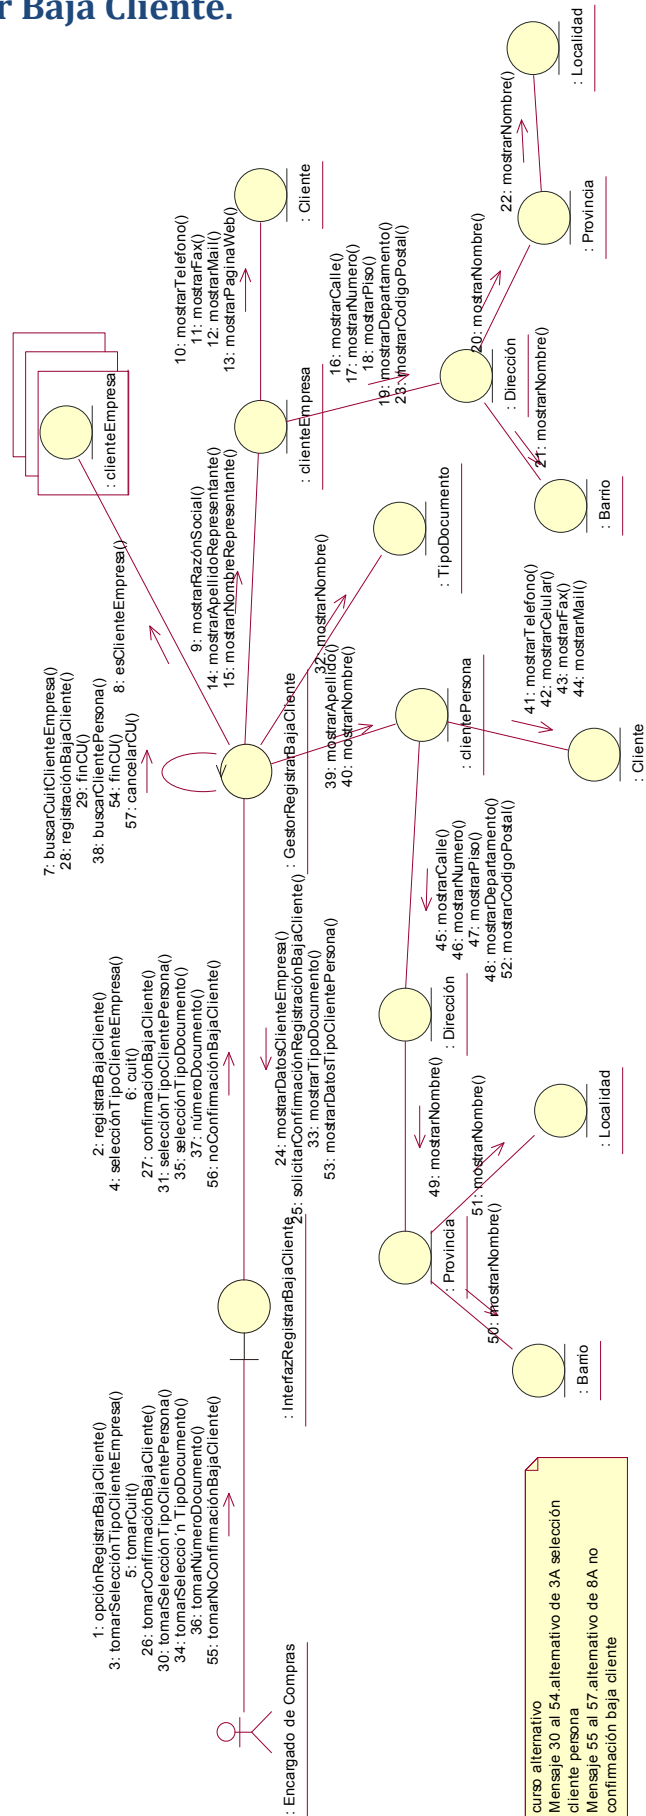 r Baja Cliente.
1: opciónRegistrarBajaCliente()
3: tomarSelecciónTipoClienteEmpresa()
5: tomarCuit()
26: tomarConfirmaciónBajaCliente()
30: tomarSelecciónTipoClientePersona()
34: tomarSeleccio´n TipoDocumento()
36: tomarNúmeroDocumento()
55: tomarNoConfirmaciónBajaCliente()
: Encargado de Compras
: InterfazRegistrarBajaCliente
2: registrarBajaCliente()
4: selecciónTipoClienteEmpresa()
6: cuit()
27: confirmaciónBajaCliente()
31: selecciónTipoClientePersona()
35: selecciónTipoDocumento()
37: númeroDocumento()
56: noConfirmaciónBajaCliente()
24: mostrarDatosClienteEmpresa()
25: solicitarConfirmaciónRegistraciónBajaCliente()
33: mostrarTipoDocumento()
53: mostrarDatosTipoClientePersona()
7: buscarCuitClienteEmpresa()
28: registraciónBajaCliente()
29: finCU()
38: buscarClientePersona()
54: finCU()
57: cancelarCU()
: GestorRegistrarBajaCliente
8: esClienteEmpresa()
: clienteEmpresa
9: mostrarRazónSocial()
14: mostrarApellidoRepresentante()
15: mostrarNombreRepresentante()
: clienteEmpresa
10: mostrarTelefono()
11: mostrarFax()
12: mostrarMail()
13: mostrarPaginaWeb()
: Cliente
16: mostrarCalle()
17: mostrarNumero()
18: mostrarPiso()
19: mostrarDepartamento()
23: mostrarCodigoPostal()
: Dirección
20: mostrarNombre()
: Provincia
22: mostrarNombre()
: Localidad
21: mostrarNombre()
: Barrio
32: mostrarNombre()
: TipoDocumento
39: mostrarApellido()
40: mostrarNombre()
: clientePersona
41: mostrarTelefono()
42: mostrarCelular()
43: mostrarFax()
44: mostrarMail()
: Cliente
45: mostrarCalle()
46: mostrarNumero()
47: mostrarPiso()
48: mostrarDepartamento()
52: mostrarCodigoPostal()
: Dirección
49: mostrarNombre()
: Provincia
51: mostrarNombre()
: Localidad
50: mostrarNombre()
: Barrio
curso alternativo
Mensaje 30 al 54.alternativo de 3A selección
cliente persona
Mensaje 55 al 57.alternativo de 8A no
confirmación baja cliente